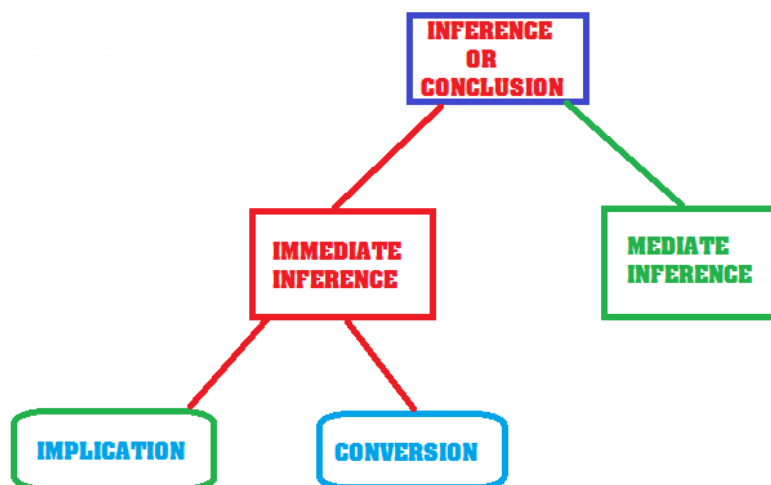 INFERENCE
OR
CONCLUSION
IMMEDIATE
INFERENCE
MEDIATE
INFERENCE
IMPLICATION
CONVERSION